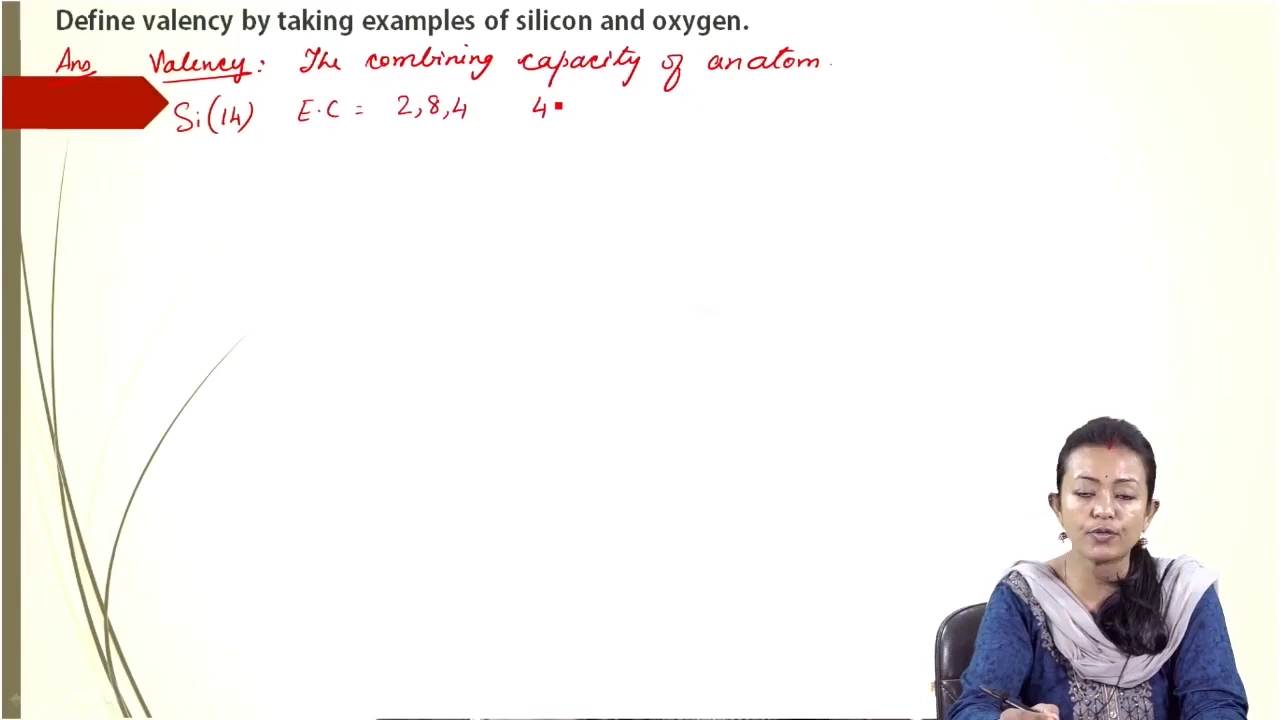 Define valency by taking examples of silicon and oxygen.
Ans Valency: The combining capacity of an atom.
Si(14) E.C = 2,8,4 4